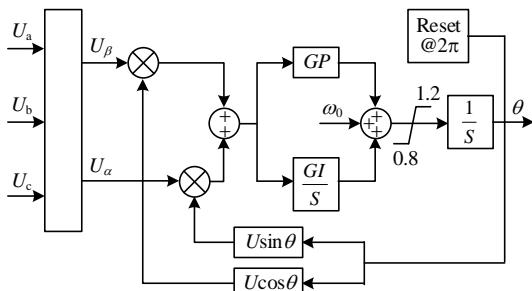 Reset
@2π
U_a
U_β
GP
1.2
θ
U_b
+
+
ω_0
+
+
+
1
S
0.8
U_c
U_α
GI
S
Usinθ
Ucosθ